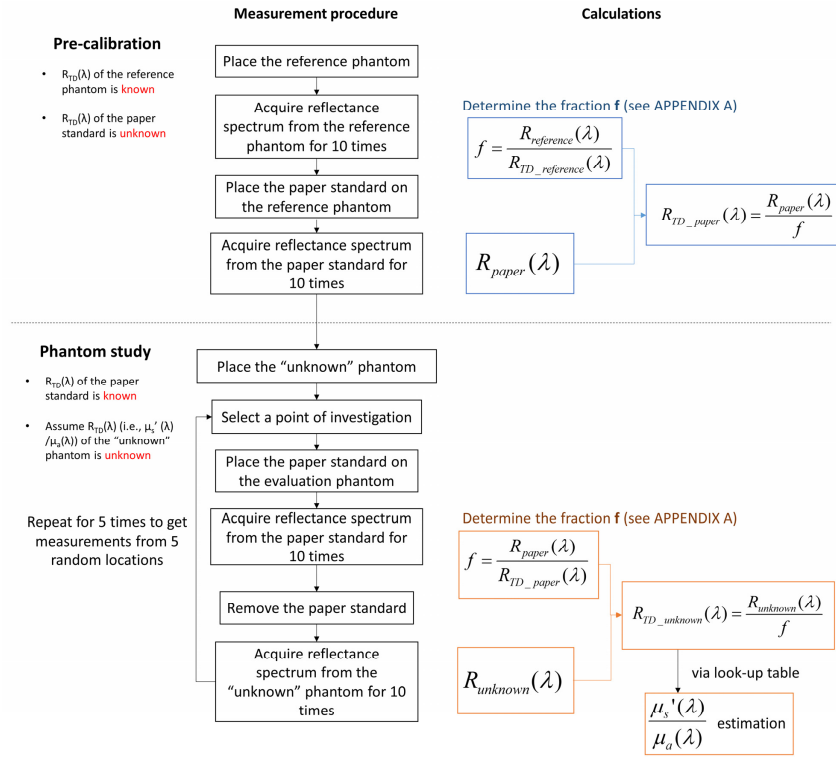 Measurement procedure
Calculations
Pre-calibration
• R_TD(λ) of the reference
phantom is known
• R_TD(λ) of the paper
standard is unknown
Place the reference phantom
Acquire reflectance
spectrum from the reference
phantom for 10 times
Place the paper standard on
the reference phantom
Acquire reflectance spectrum
from the paper standard for
10 times
Determine the fraction f (see APPENDIX A)
f = R_reference(λ) / R_TD_reference(λ)
R_paper(λ)
R_TD_paper(λ) = R_paper(λ) / f
Phantom study
• R_TD(λ) of the paper
standard is known
• Assume R_TD(λ) (i.e., μs' (λ)
/μa(λ)) of the "unknown"
phantom is unknown
Repeat for 5 times to get
measurements from 5
random locations
Place the "unknown" phantom
Select a point of investigation
Place the paper standard on
the evaluation phantom
Acquire reflectance spectrum
from the paper standard for
10 times
Remove the paper standard
Acquire reflectance
spectrum from the
"unknown" phantom for 10
times
Determine the fraction f (see APPENDIX A)
f = R_paper(λ) / R_TD_paper(λ)
R_unknown(λ)
R_TD_unknown(λ) = R_unknown(λ) / f
via look-up table
μs'(λ) / μa(λ) estimation